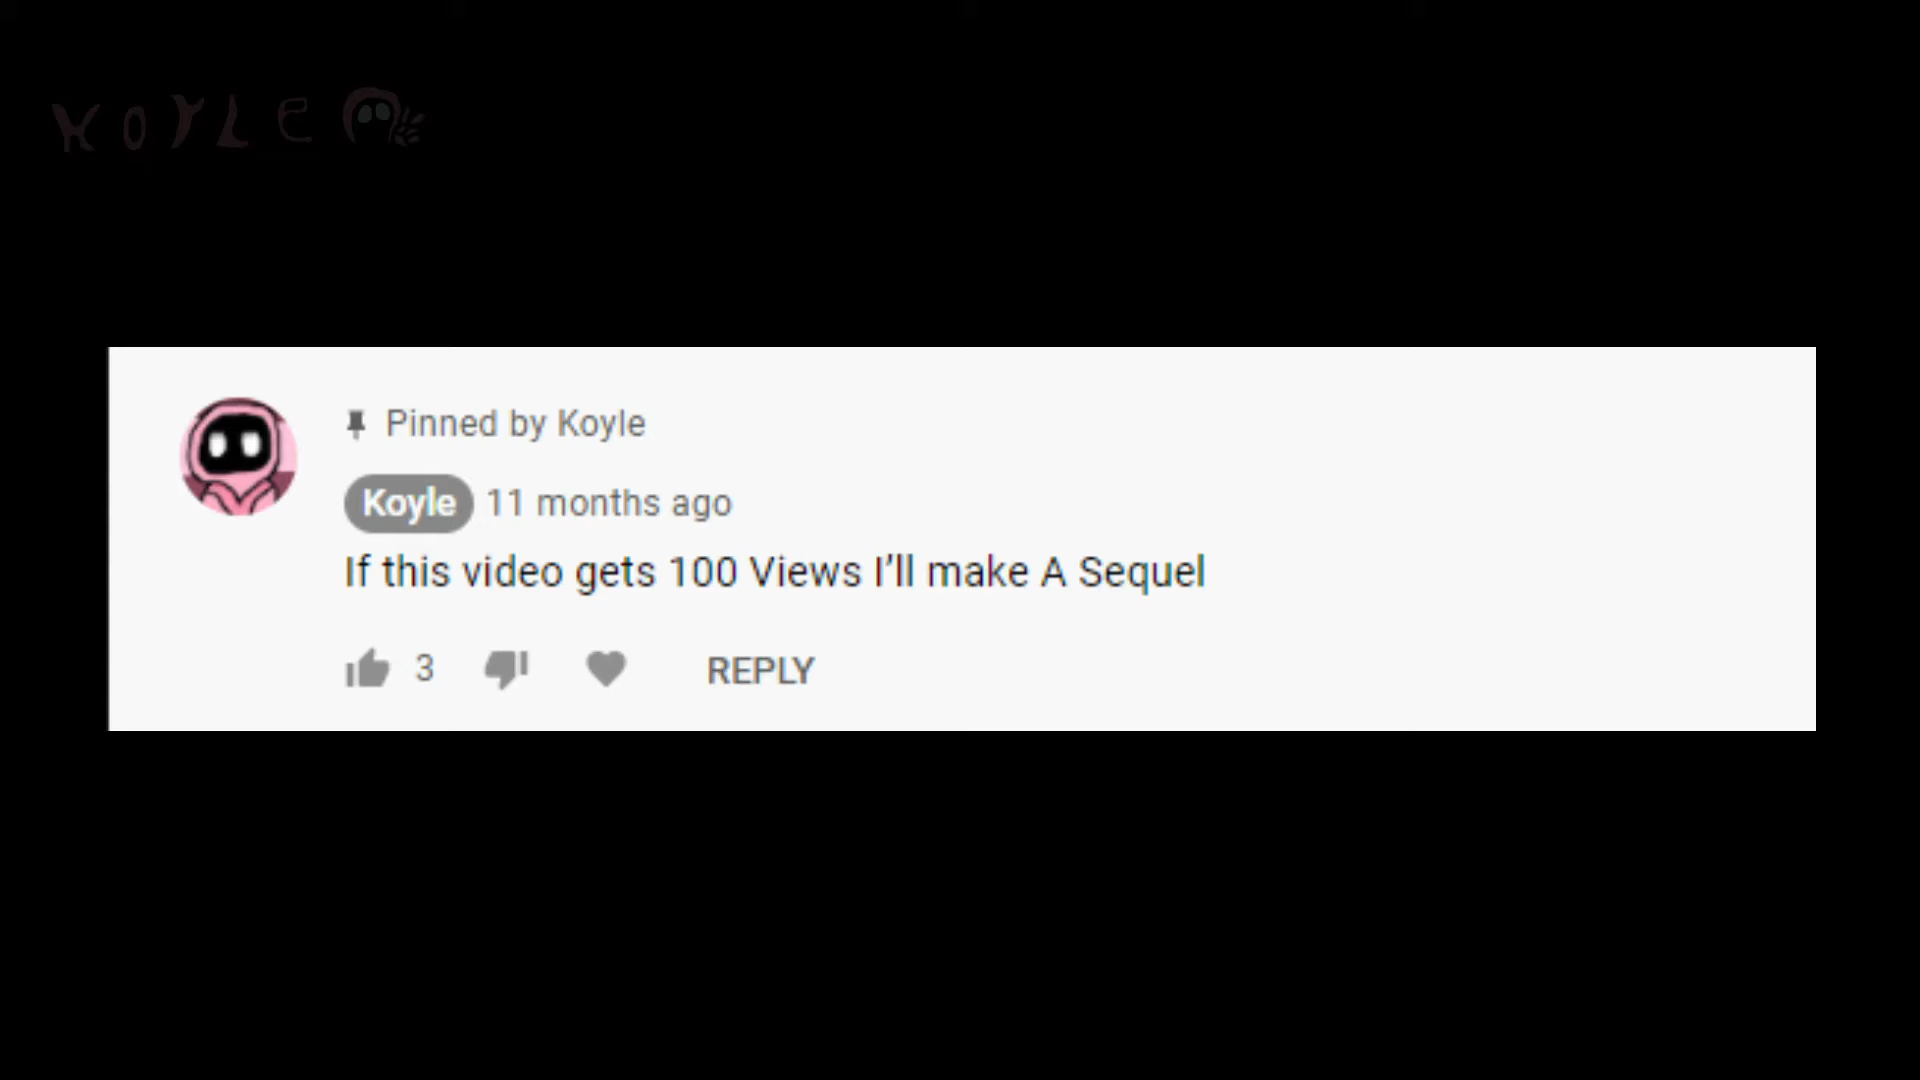 KOYLE
Pinned by Koyle
Koyle 11 months ago
If this video gets 100 Views I’ll make A Sequel
3 REPLY